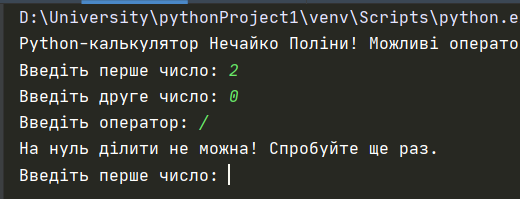 D:\University\pythonProject1\venv\Scripts\python.e
Python-калькулятор Нечайко Поліни! Можливі операто
Введіть перше число: 2
Введіть друге число: 0
Введіть оператор: /
На нуль ділити не можна! Спробуйте ще раз.
Введіть перше число: